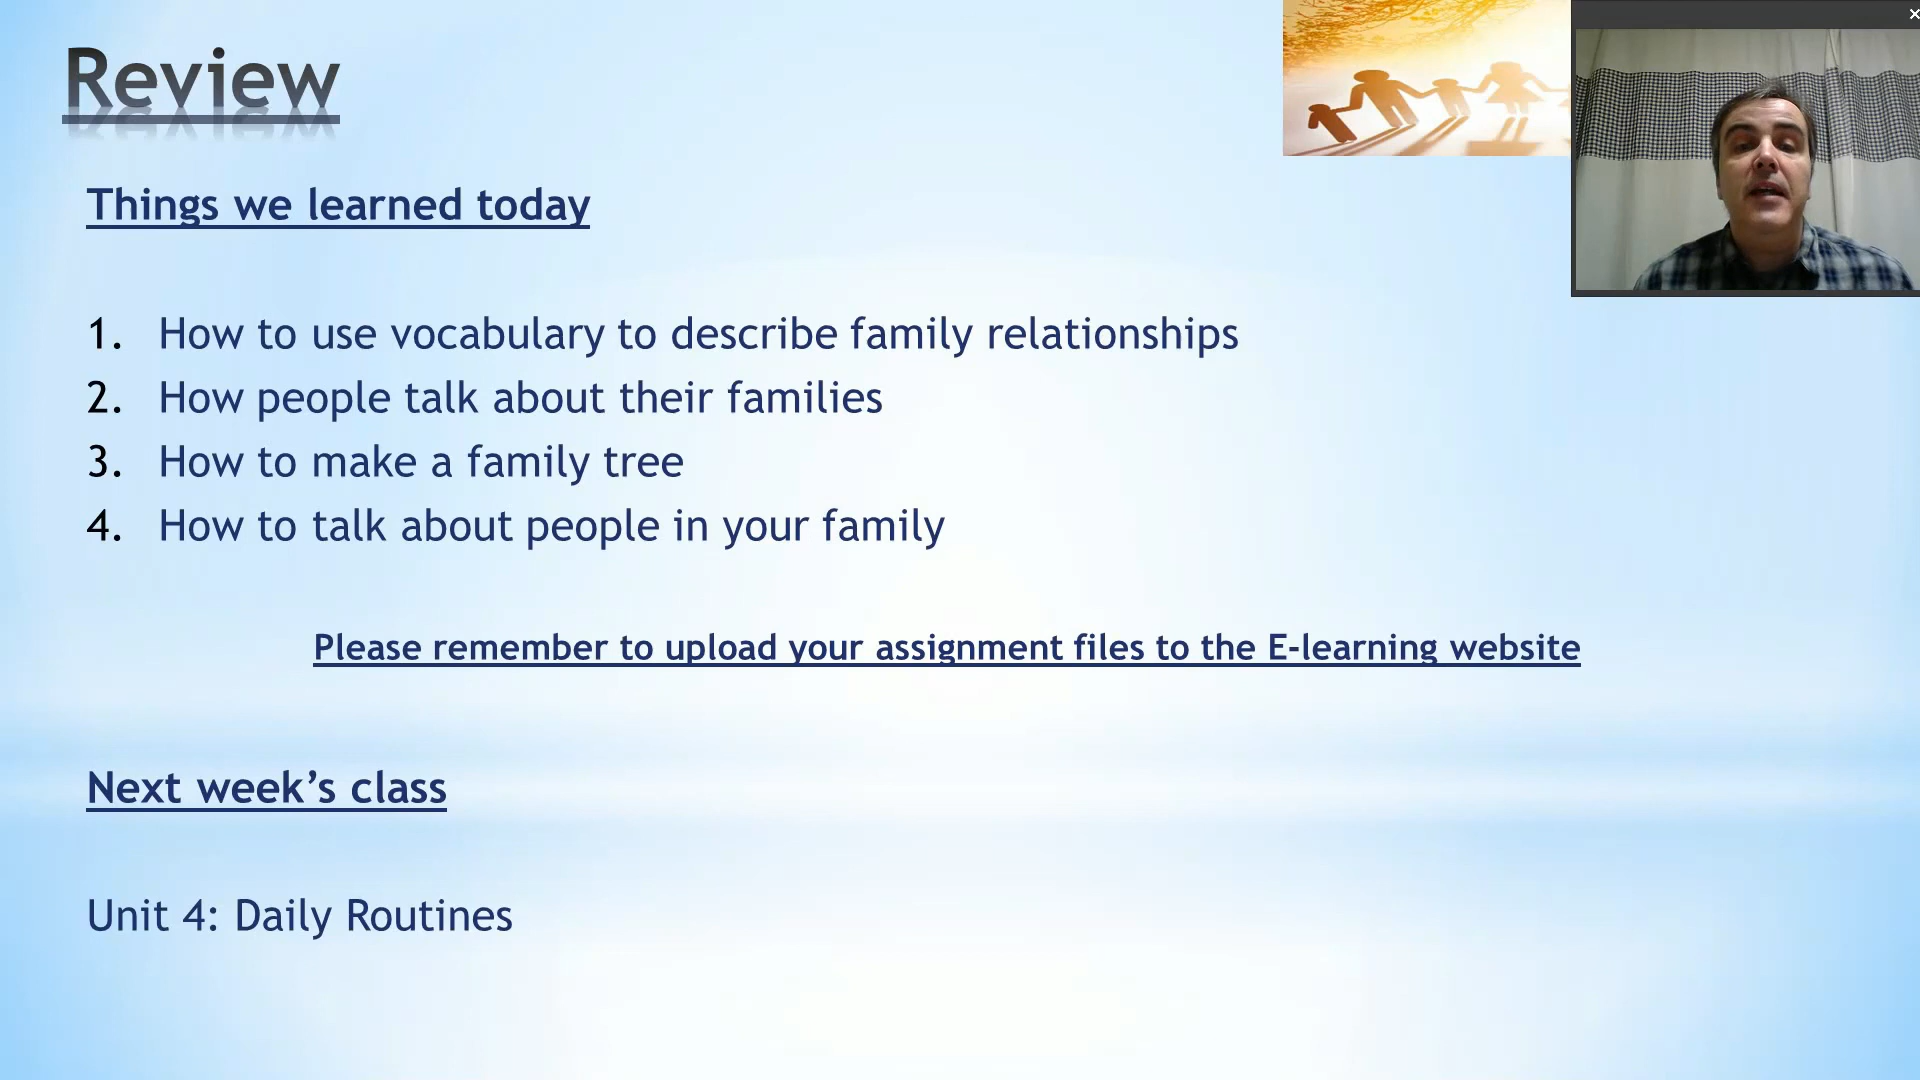 Review
Things we learned today
1. How to use vocabulary to describe family relationships
2. How people talk about their families
3. How to make a family tree
4. How to talk about people in your family
Please remember to upload your assignment files to the E-learning website
Next week’s class
Unit 4: Daily Routines